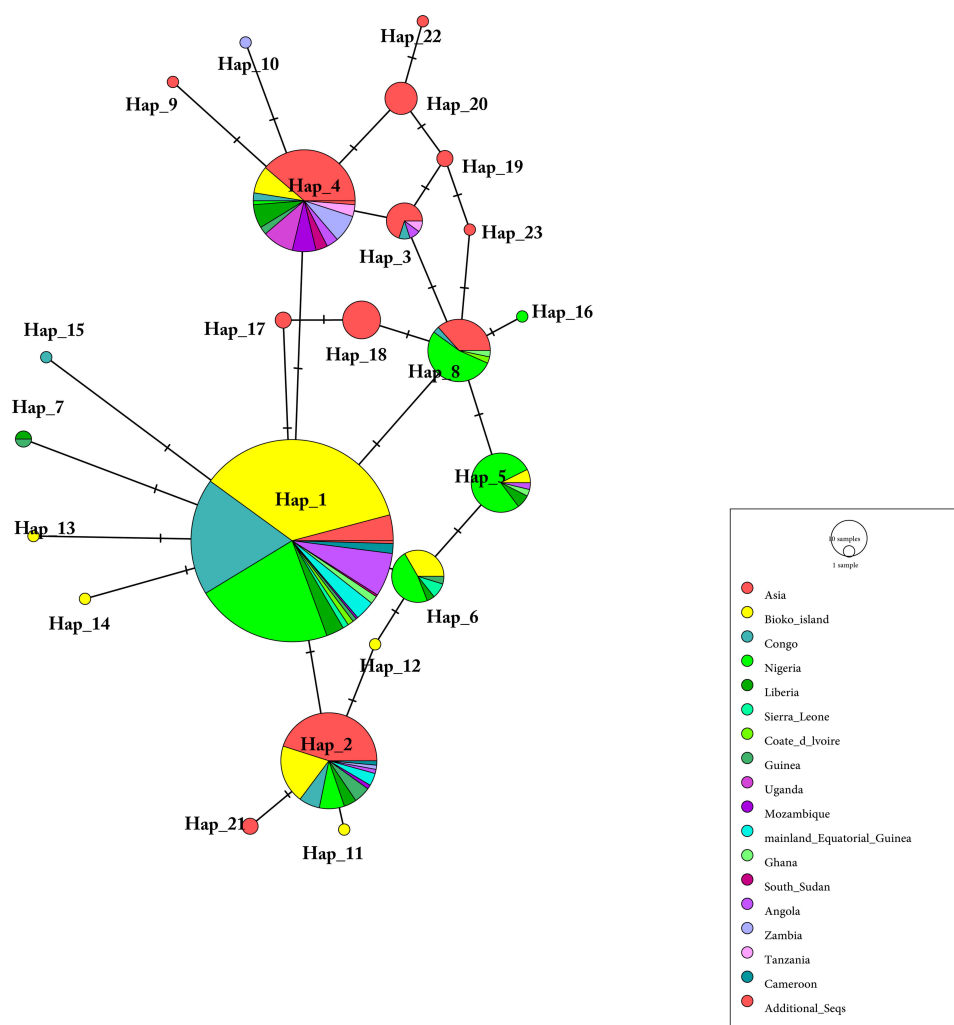 Hap_22
Hap_10
Hap_9
Hap_20
Hap_19
Hap_4
Hap_23
Hap_3
Hap_16
Hap_17
Hap_18
Hap_15
Hap_8
Hap_7
Hap_5
Hap_1
Hap_13
Hap_14
Hap_6
Hap_12
Hap_2
Hap_21
Hap_11
10 samples
1 sample
Asia
Bioko_island
Congo
Nigeria
Liberia
Sierra_Leone
Coate_d_lvoire
Guinea
Uganda
Mozambique
mainland_Equatorial_Guinea
Ghana
South_Sudan
Angola
Zambia
Tanzania
Cameroon
Additional_Seqs